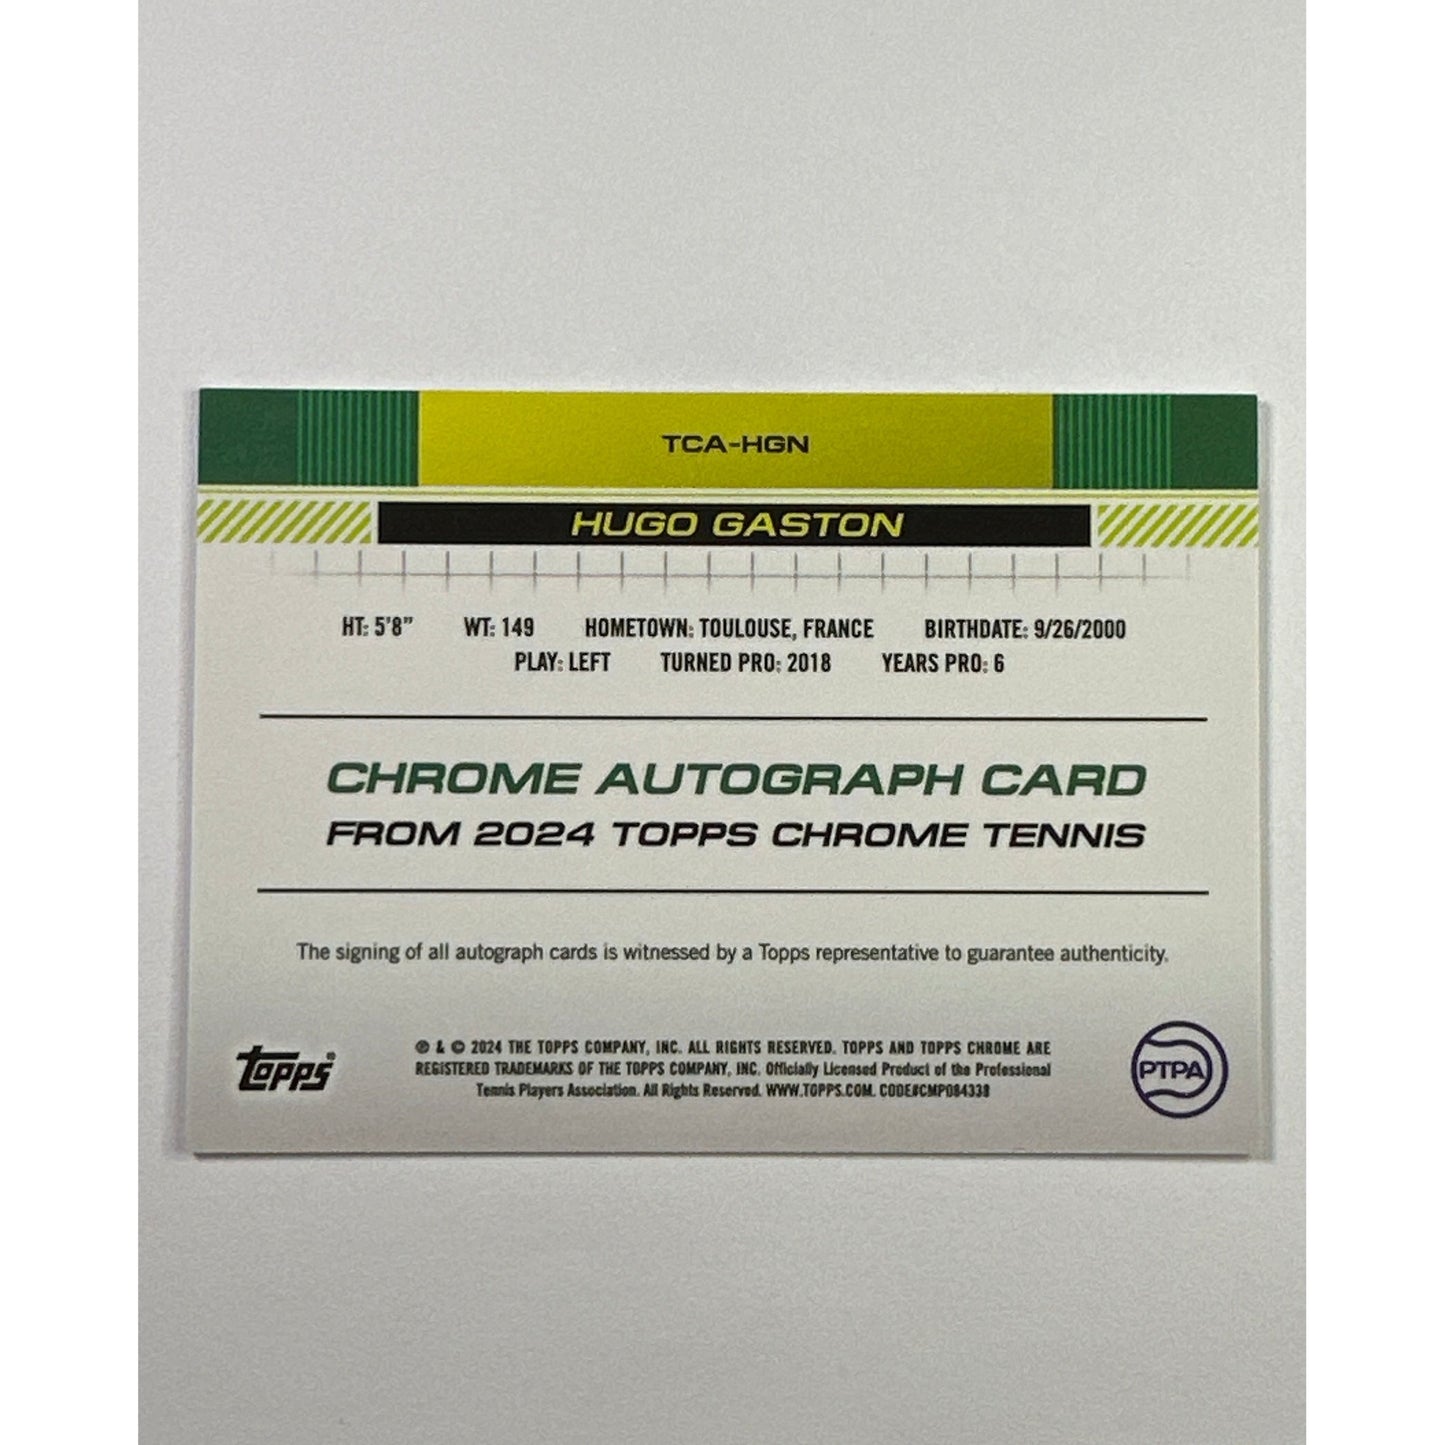 TCA-HGN
HUGO GASTON
HT: 5'8" WT: 149 HOMETOWN: TOULOUSE, FRANCE BIRTHDATE: 9/26/2000
PLAY: LEFT TURNED PRO: 2018 YEARS PRO: 6
CHROME AUTOGRAPH CARD
FROM 2024 TOPPS CHROME TENNIS
The signing of all autograph cards is witnessed by a Topps representative to guarantee authenticity.
topps®
℗ & © 2024 THE TOPPS COMPANY, INC. ALL RIGHTS RESERVED. TOPPS AND TOPPS CHROME ARE
REGISTERED TRADEMARKS OF THE TOPPS COMPANY, INC. Officially Licensed Product of the Professional
Tennis Players Association. All Rights Reserved. WWW.TOPPS.COM. CODE#CMP084338
PTPA